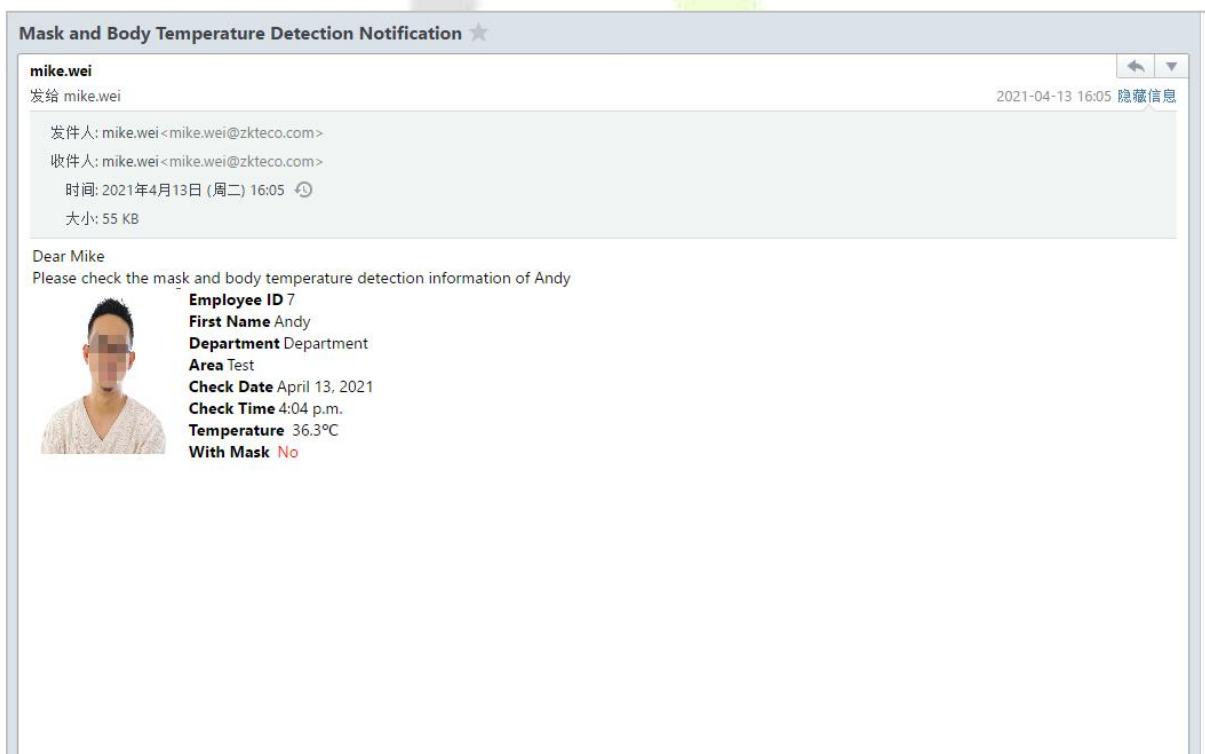 Mask and Body Temperature Detection Notification
mike.wei
发给 mike.wei
2021-04-13 16:05 隐藏信息
发件人: mike.wei<mike.wei@zkteco.com>
收件人: mike.wei<mike.wei@zkteco.com>
时间: 2021年4月13日 (周二) 16:05
大小: 55 KB
Dear Mike
Please check the mask and body temperature detection information of Andy
Employee ID 7
First Name Andy
Department Department
Area Test
Check Date April 13, 2021
Check Time 4:04 p.m.
Temperature 36.3ºC
With Mask No